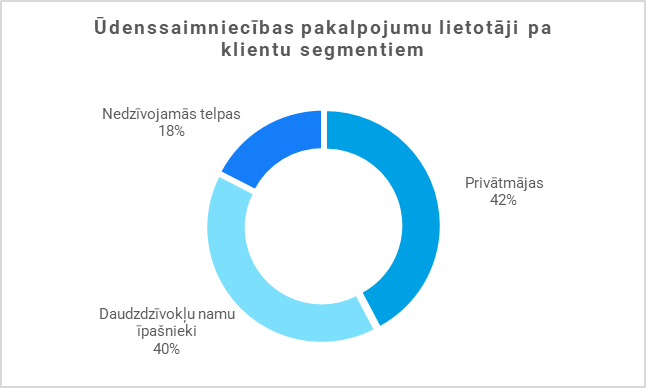 Ūdenssaimniecības pakalpojumu lietotāji pa
klientu segmentiem
Nedzīvojamās telpas
18%
Privātmājas
42%
Daudzdzīvokļu namu
īpašnieki
40%